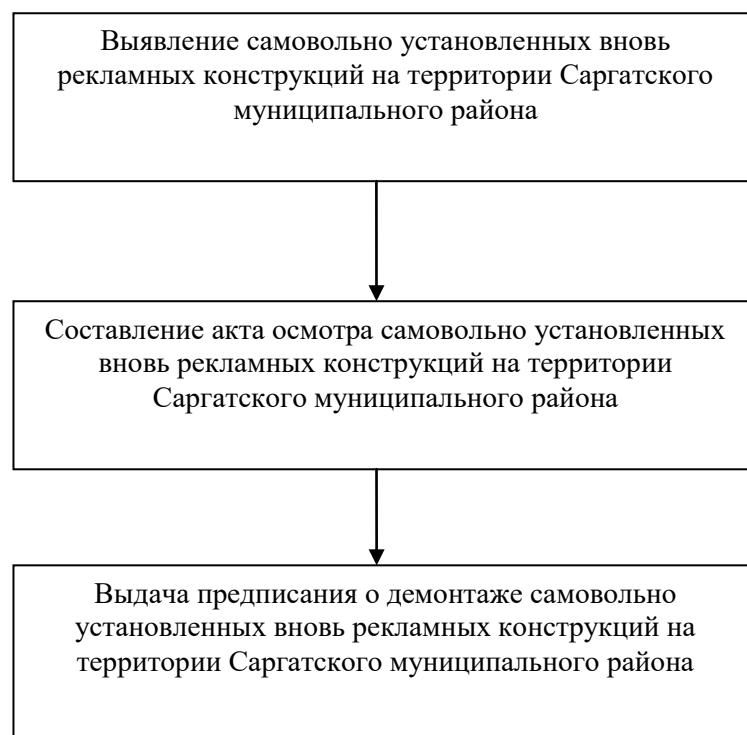 Выявление самовольно установленных вновь
рекламных конструкций на территории Саргатского
муниципального района
Составление акта осмотра самовольно установленных
вновь рекламных конструкций на территории
Саргатского муниципального района
Выдача предписания о демонтаже самовольно
установленных вновь рекламных конструкций на
территории Саргатского муниципального района